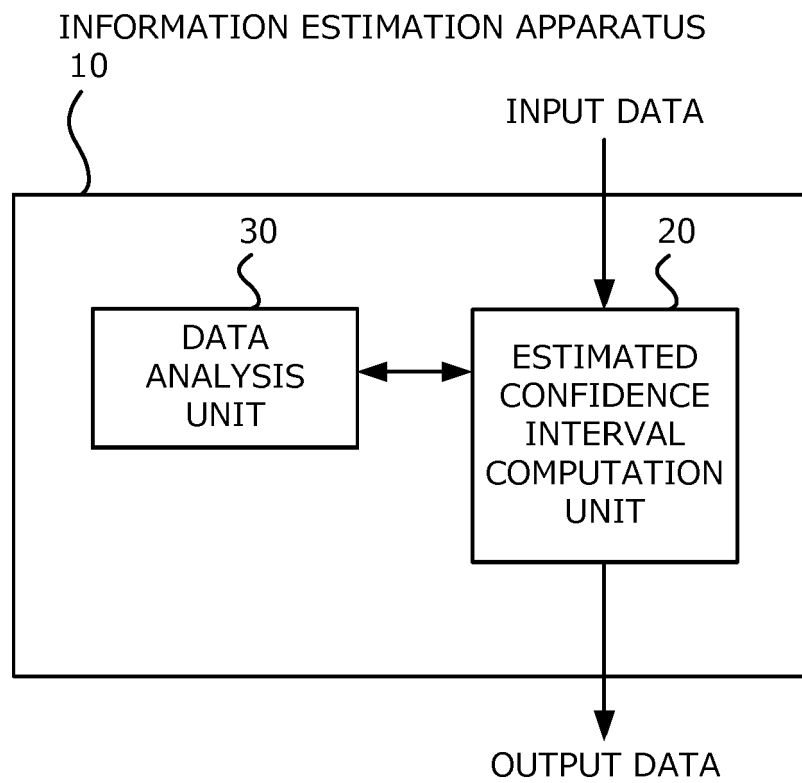 INFORMATION ESTIMATION APPARATUS
10
INPUT DATA
30
20
DATA
ANALYSIS
UNIT
ESTIMATED
CONFIDENCE
INTERVAL
COMPUTATION
UNIT
OUTPUT DATA